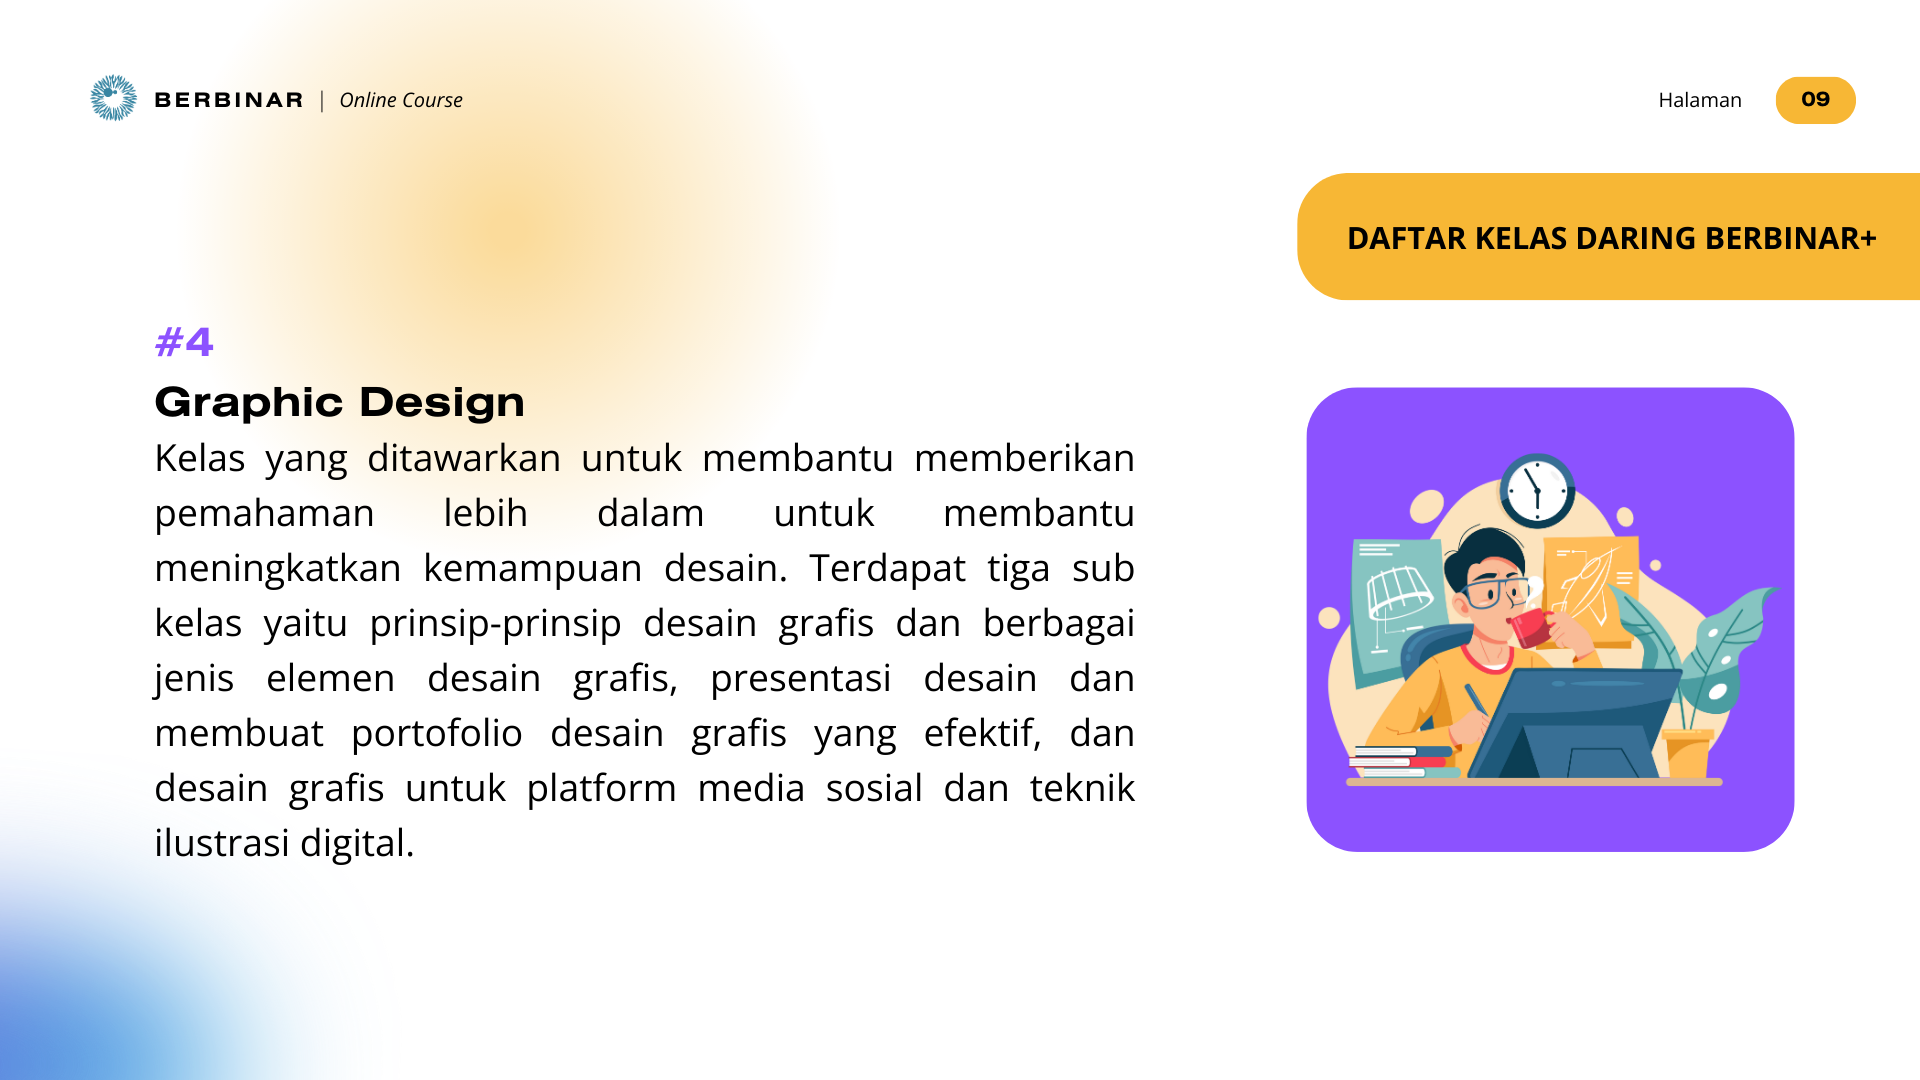 BERBINAR | Online Course
Halaman 09
DAFTAR KELAS DARING BERBINAR+
#4
Graphic Design
Kelas yang ditawarkan untuk membantu memberikan
pemahaman lebih dalam untuk membantu
meningkatkan kemampuan desain. Terdapat tiga sub
kelas yaitu prinsip-prinsip desain grafis dan berbagai
jenis elemen desain grafis, presentasi desain dan
membuat portofolio desain grafis yang efektif, dan
desain grafis untuk platform media sosial dan teknik
ilustrasi digital.